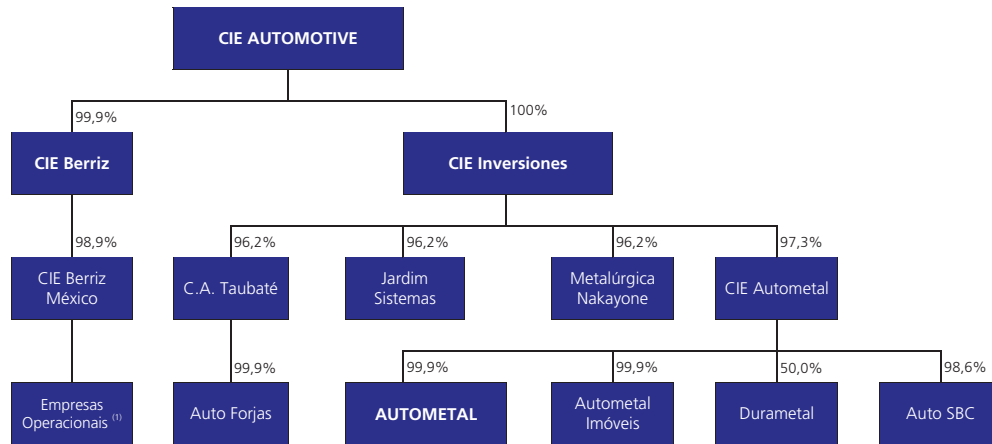 CIE AUTOMOTIVE
99,9%
100%
CIE Berriz
CIE Inversiones
98,9%
96,2%
96,2%
96,2%
97,3%
CIE Berriz
México
C.A. Taubaté
Jardim
Sistemas
Metalúrgica
Nakayone
CIE Autometal
99,9%
99,9%
99,9%
50,0%
98,6%
Empresas
Operacionais (1)
Auto Forjas
AUTOMETAL
Autometal
Imóveis
Durametal
Auto SBC